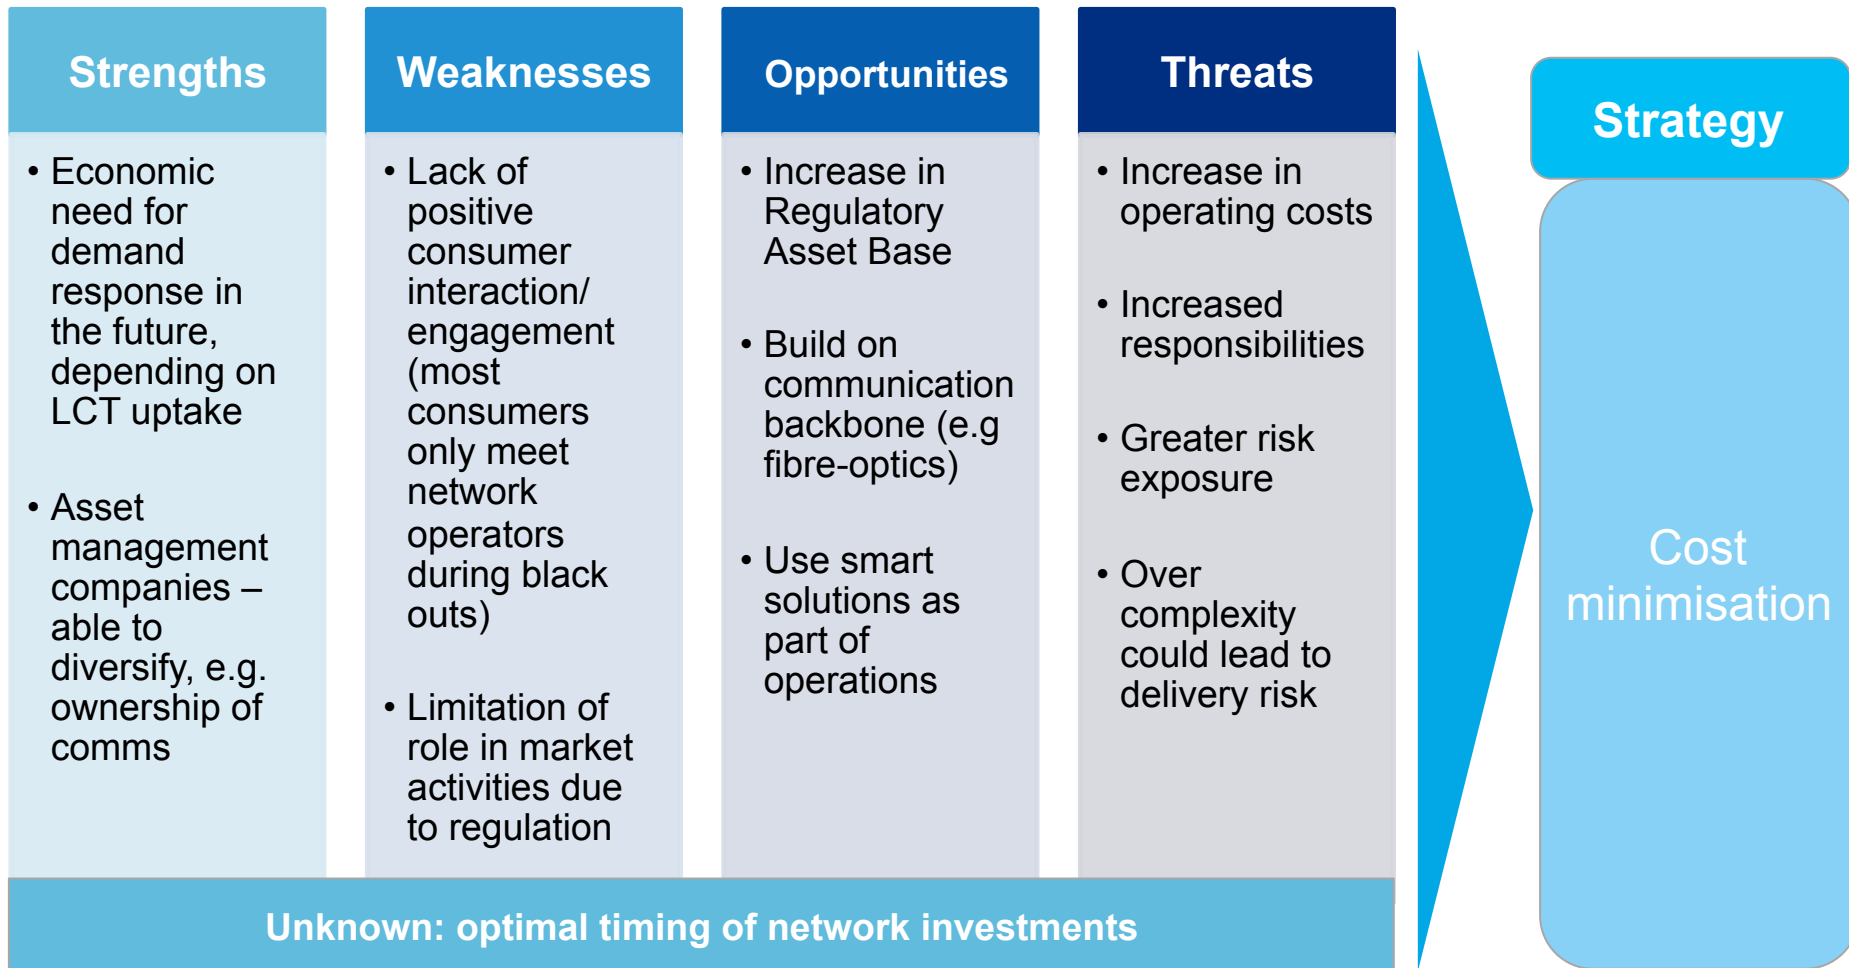 Strengths
• Economic
need for
demand
response in
the future,
depending on
LCT uptake
• Asset
management
companies –
able to
diversify, e.g.
ownership of
comms
Weaknesses
• Lack of
positive
consumer
interaction/
engagement
(most
consumers
only meet
network
operators
during black
outs)
• Limitation of
role in market
activities due
to regulation
Opportunities
• Increase in
Regulatory
Asset Base
• Build on
communication
backbone (e.g
fibre-optics)
• Use smart
solutions as
part of
operations
Threats
• Increase in
operating costs
• Increased
responsibilities
• Greater risk
exposure
• Over
complexity
could lead to
delivery risk
Unknown: optimal timing of network investments
Strategy
Cost
minimisation